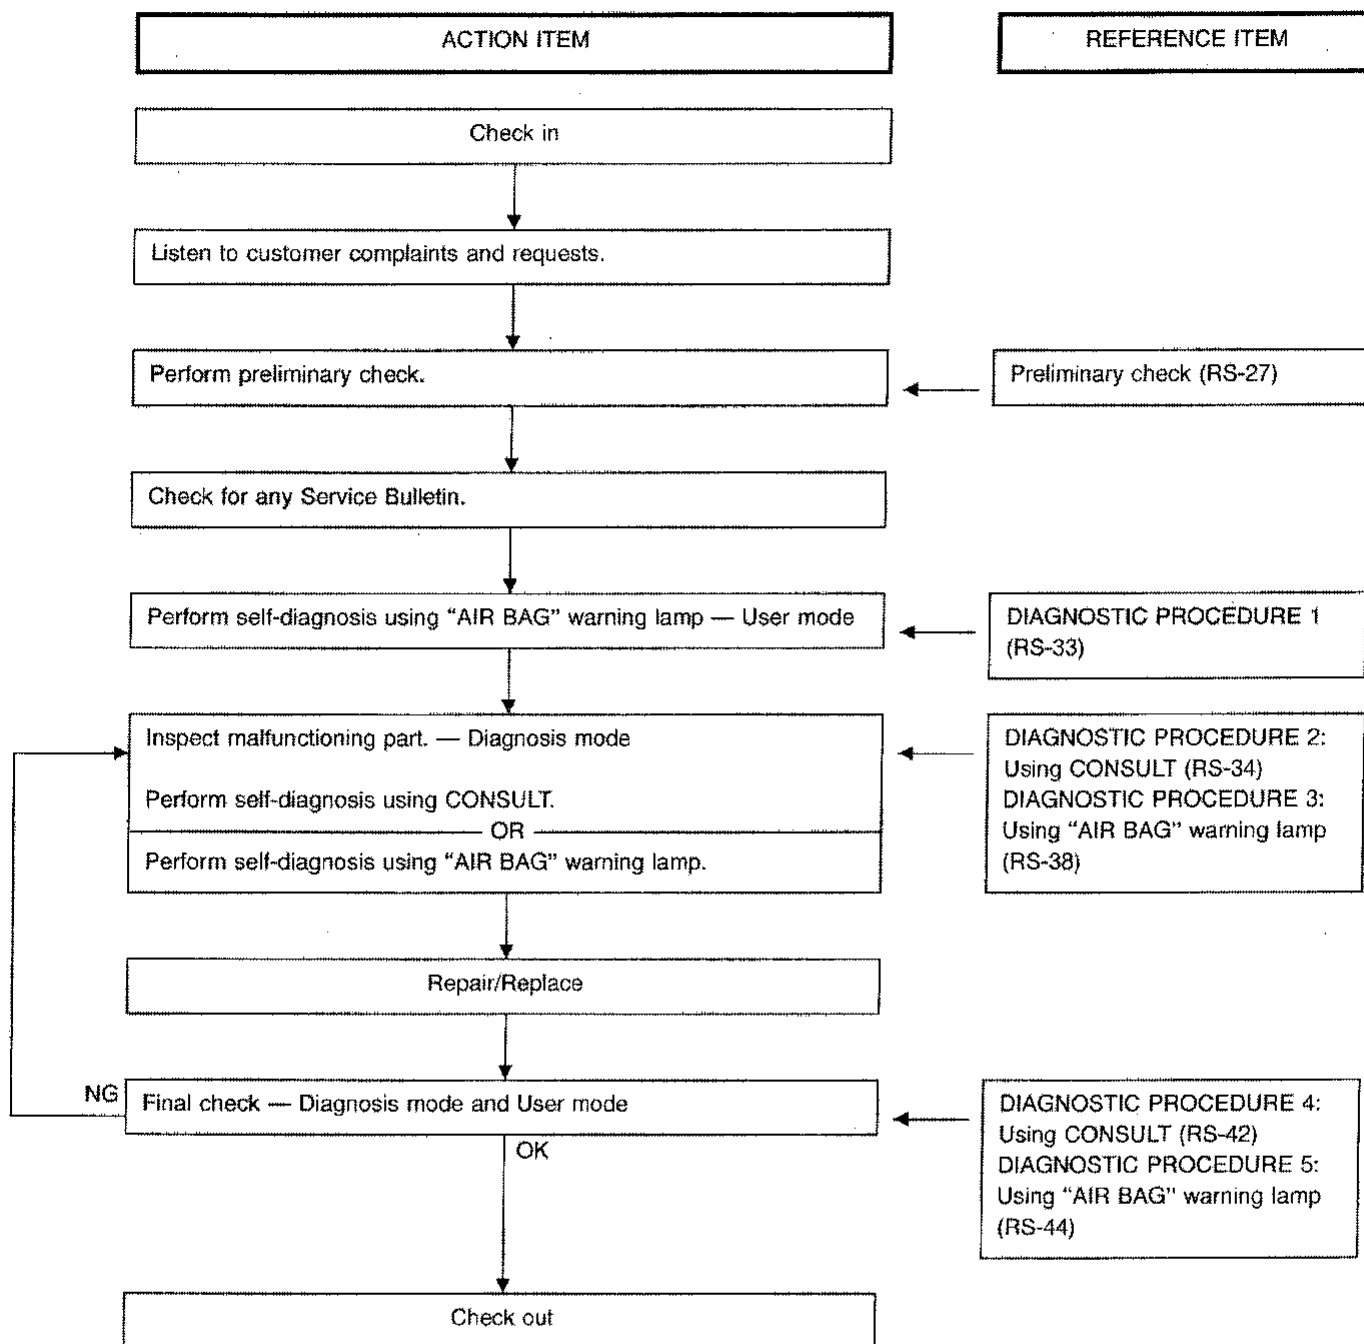 ACTION ITEM
REFERENCE ITEM
Check in
Listen to customer complaints and requests.
Perform preliminary check.
Preliminary check (RS-27)
Check for any Service Bulletin.
Perform self-diagnosis using “AIR BAG” warning lamp — User mode
DIAGNOSTIC PROCEDURE 1
(RS-33)
Inspect malfunctioning part. — Diagnosis mode
Perform self-diagnosis using CONSULT.
OR
Perform self-diagnosis using “AIR BAG” warning lamp.
DIAGNOSTIC PROCEDURE 2:
Using CONSULT (RS-34)
DIAGNOSTIC PROCEDURE 3:
Using “AIR BAG” warning lamp
(RS-38)
Repair/Replace
NG
Final check — Diagnosis mode and User mode
OK
DIAGNOSTIC PROCEDURE 4:
Using CONSULT (RS-42)
DIAGNOSTIC PROCEDURE 5:
Using “AIR BAG” warning lamp
(RS-44)
Check out